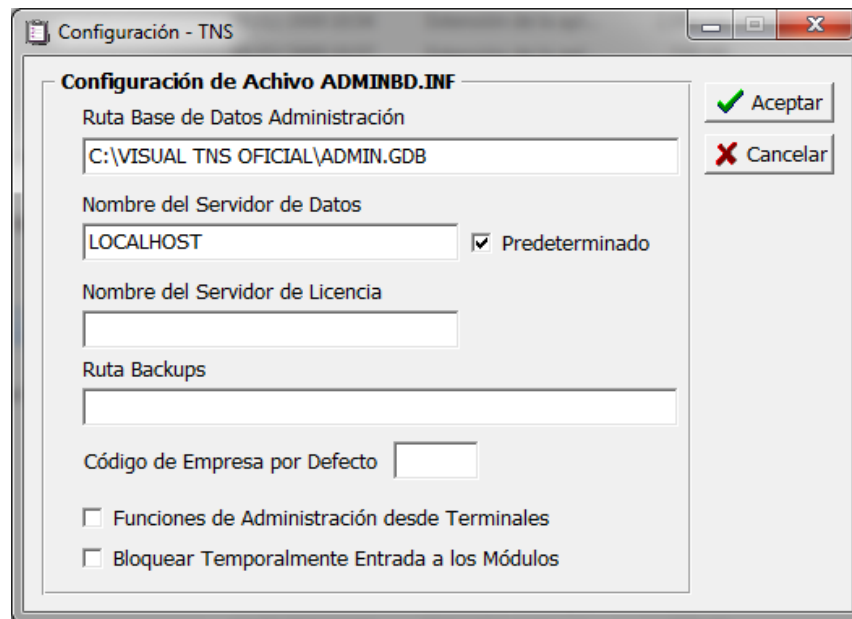 Configuración - TNS
Configuración de Achivo ADMINBD.INF
Ruta Base de Datos Administración
C:\VISUAL TNS OFICIAL\ADMIN.GDB
Aceptar
Cancelar
Nombre del Servidor de Datos
LOCALHOST
Predeterminado
Nombre del Servidor de Licencia
Ruta Backups
Código de Empresa por Defecto
Funciones de Administración desde Terminales
Bloquear Temporalmente Entrada a los Módulos